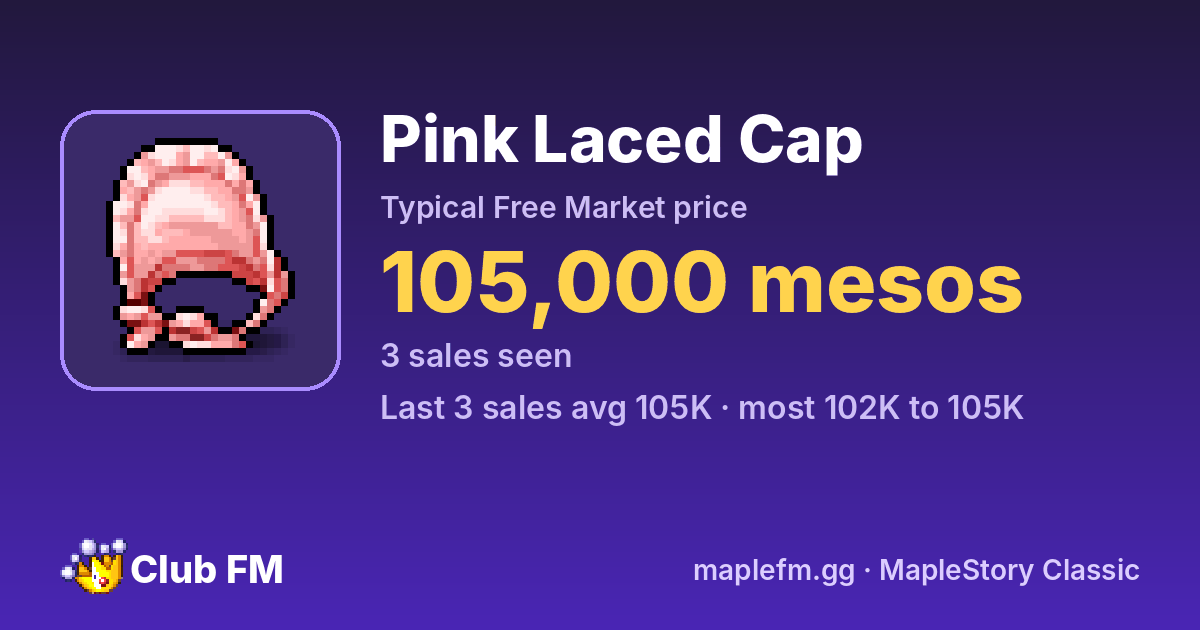 Pink Laced Cap
Typical Free Market price
105,000 mesos
3 sales seen
Last 3 sales avg 105K · most 102K to 105K
Club FM
maplefm.gg · MapleStory Classic